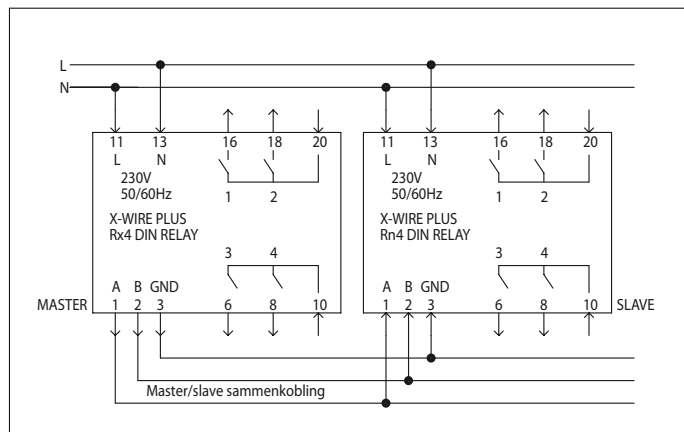 L
N
11 13 16 18 20 11 13 16 18 20
L N L N
230V 230V
50/60Hz 1 2 50/60Hz 1 2
X-WIRE PLUS X-WIRE PLUS
Rx4 DIN RELAY Rn4 DIN RELAY
3 4 3 4
A B GND A B GND
MASTER 1 2 3 6 8 10 1 2 3 6 8 10 SLAVE
Master/slave sammenkobling